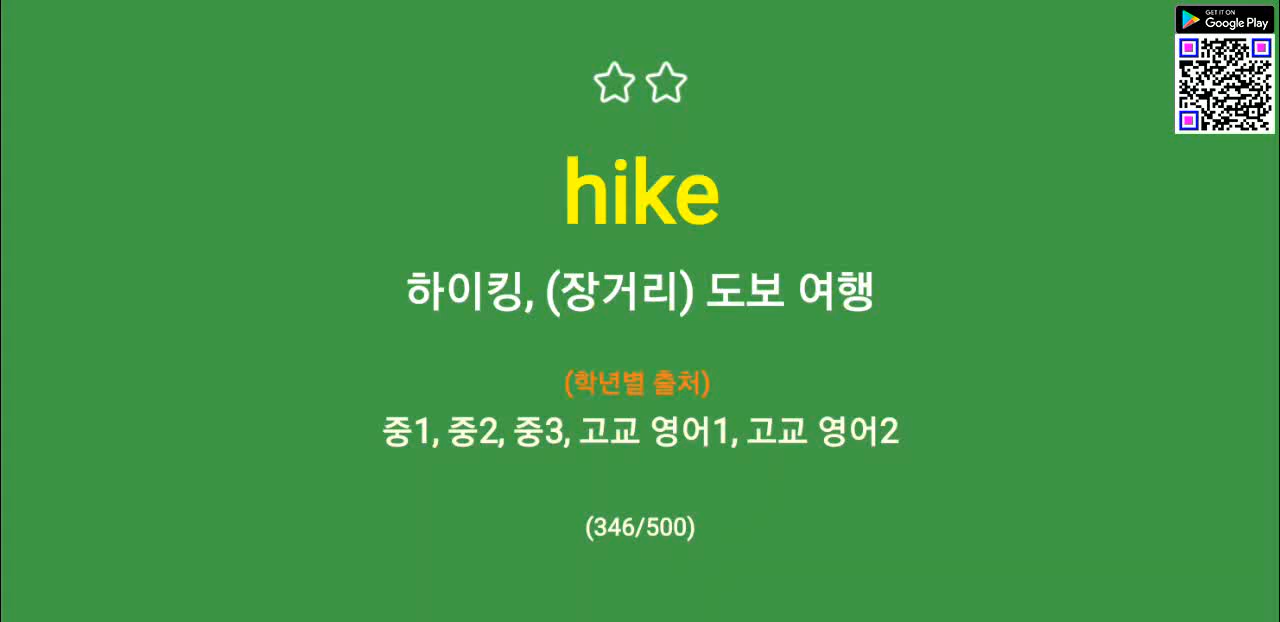 GET IT ON
Google Play
hike
하이킹, (장거리) 도보 여행
(학년별 출처)
중1, 중2, 중3, 고교 영어1, 고교 영어2
(346/500)